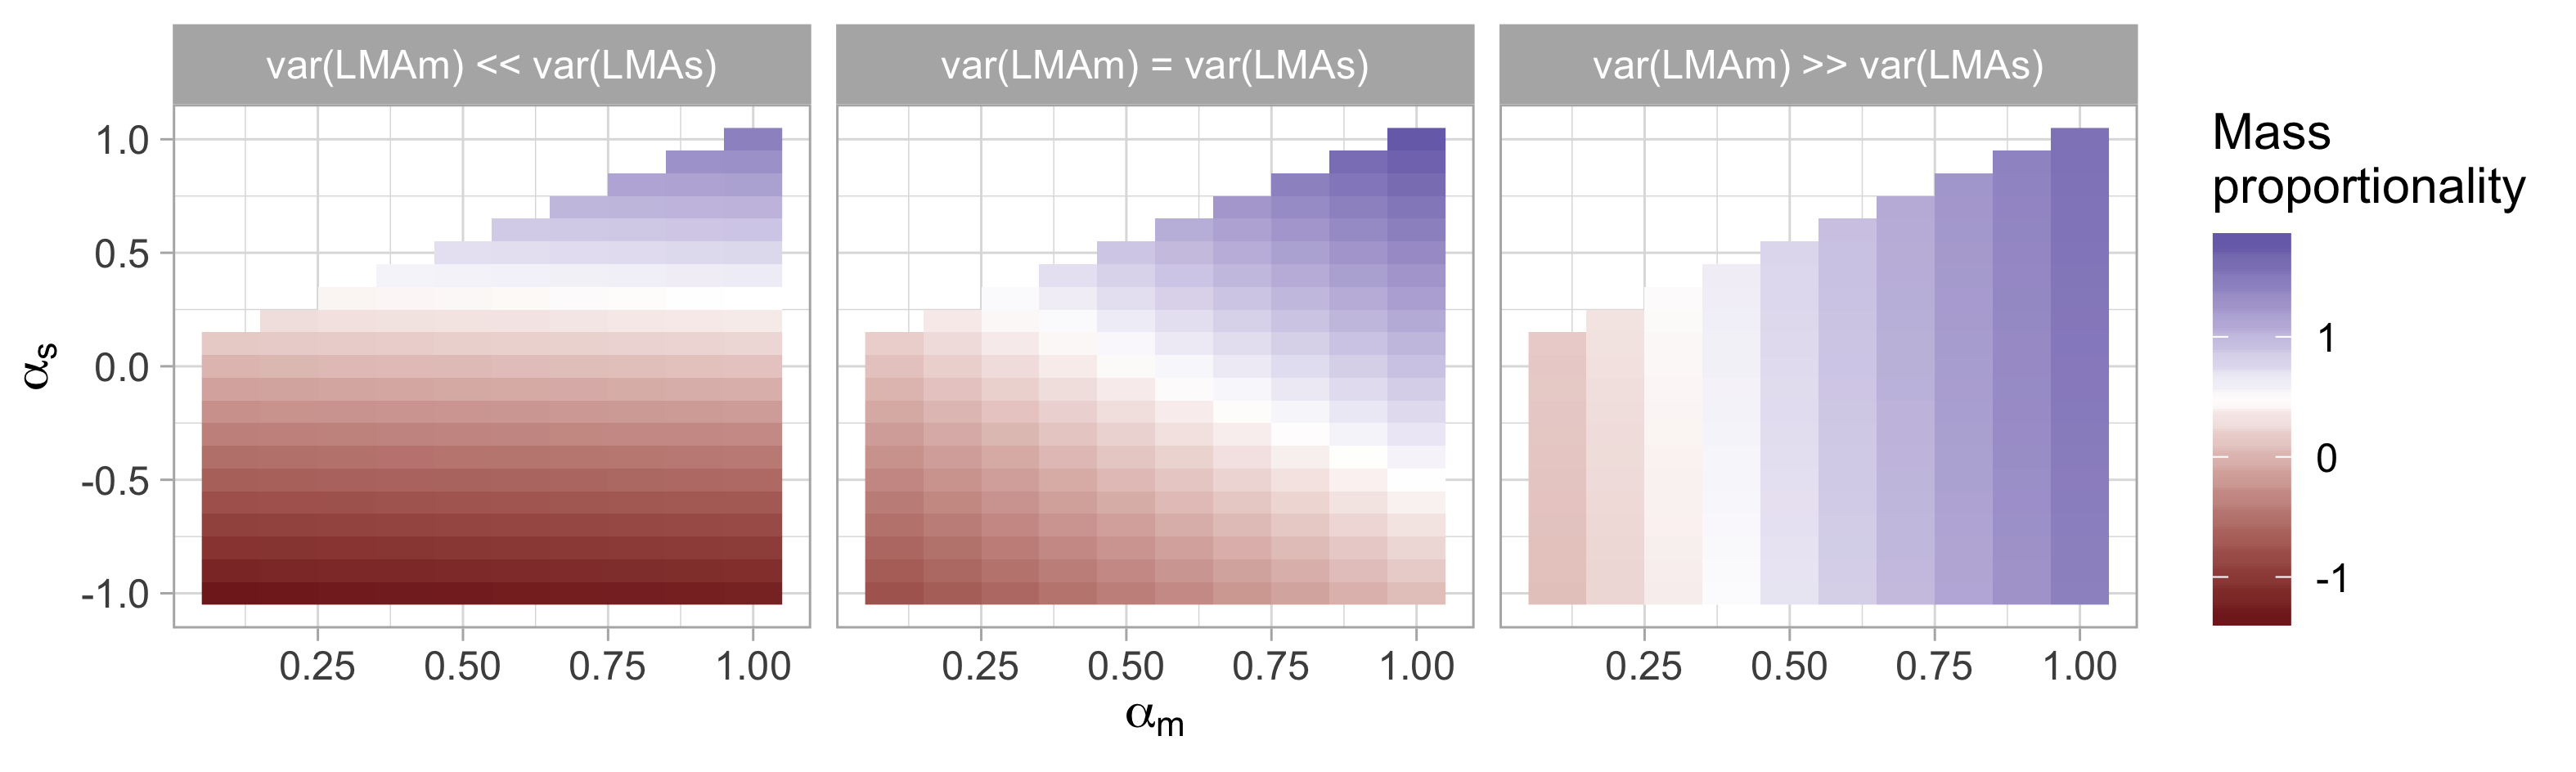 var(LMAm) << var(LMAs)
var(LMAm) = var(LMAs)
var(LMAm) >> var(LMAs)
1.0
0.5
0.0
-0.5
-1.0
αs
0.25 0.50 0.75 1.00
0.25 0.50 0.75 1.00
0.25 0.50 0.75 1.00
αm
Mass
proportionality
1
0
-1